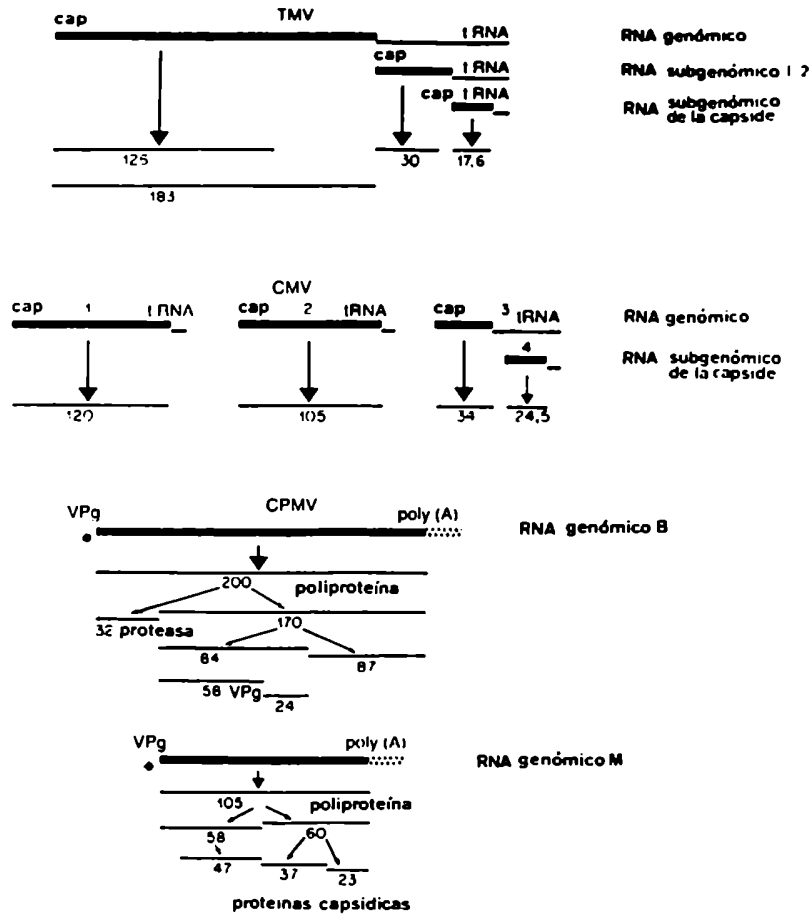 cap TMV tRNA RNA genómico
cap tRNA RNA subgenómico I-2
cap tRNA RNA subgenómico
de la capside
125 30 17,6
183
CMV
cap 1 tRNA cap 2 tRNA cap 3 tRNA RNA genómico
4 RNA subgenómico
de la capside
120 105 34 24,5
CPMV
VPg poly (A) RNA genómico B
200 poliproteína
32 proteasa 170
84 87
58 VPg
24
VPg poly (A) RNA genómico M
105 poliproteína
58 60
47 37 23
proteinas capsidicas